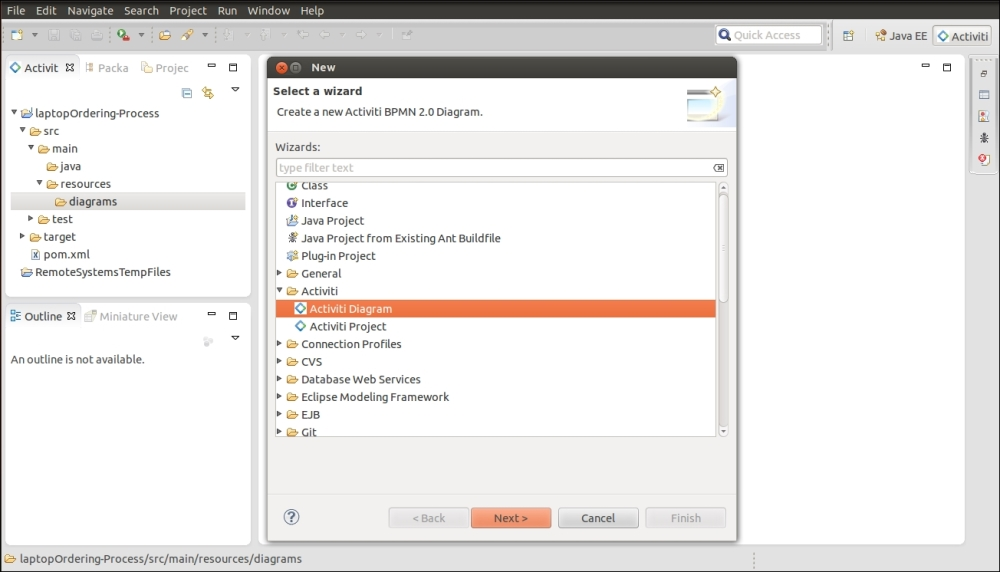 File Edit Navigate Search Project Run Window Help
Quick Access
Java EE
Activiti
Activit
Packa
Projec
laptopOrdering-Process
src
main
java
resources
diagrams
test
target
pom.xml
RemoteSystemsTempFiles
Outline
Miniature View
An outline is not available.
New
Select a wizard
Create a new Activiti BPMN 2.0 Diagram.
Wizards:
type filter text
Class
Interface
Java Project
Java Project from Existing Ant Buildfile
Plug-in Project
General
Activiti
Activiti Diagram
Activiti Project
Connection Profiles
CVS
Database Web Services
Eclipse Modeling Framework
EJB
Git
< Back Next > Cancel Finish
laptopOrdering-Process/src/main/resources/diagrams